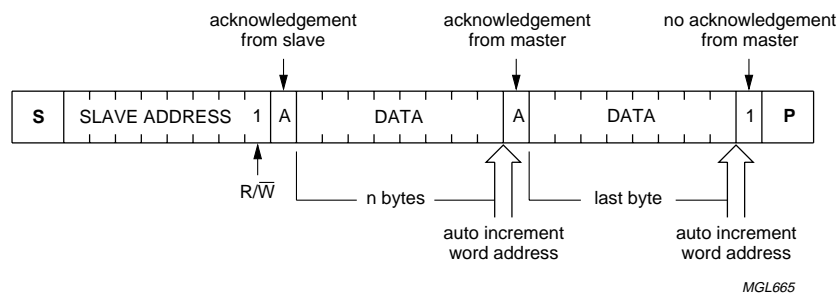 acknowledgement
from slave
acknowledgement
from master
no acknowledgement
from master
S SLAVE ADDRESS 1 A DATA A DATA 1 P
R/W̅
n bytes
last byte
auto increment
word address
auto increment
word address
MGL665